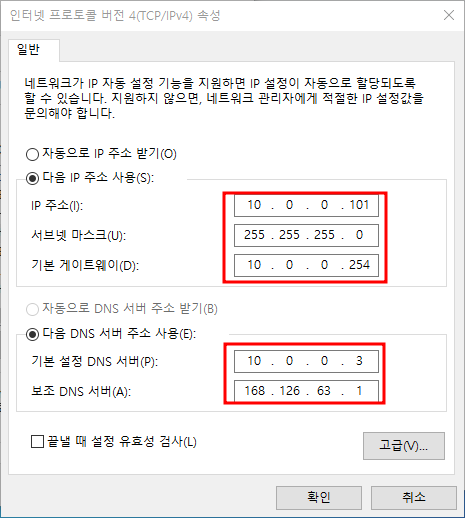 인터넷 프로토콜 버전 4(TCP/IPv4) 속성
일반
네트워크가 IP 자동 설정 기능을 지원하면 IP 설정이 자동으로 할당되도록
할 수 있습니다. 지원하지 않으면, 네트워크 관리자에게 적절한 IP 설정값을
문의해야 합니다.
자동으로 IP 주소 받기(O)
다음 IP 주소 사용(S):
IP 주소(I): 10 . 0 . 0 . 101
서브넷 마스크(U): 255 . 255 . 255 . 0
기본 게이트웨이(D): 10 . 0 . 0 . 254
자동으로 DNS 서버 주소 받기(B)
다음 DNS 서버 주소 사용(E):
기본 설정 DNS 서버(P): 10 . 0 . 0 . 3
보조 DNS 서버(A): 168 . 126 . 63 . 1
끝낼 때 설정 유효성 검사(L)
고급(V)...
확인 취소